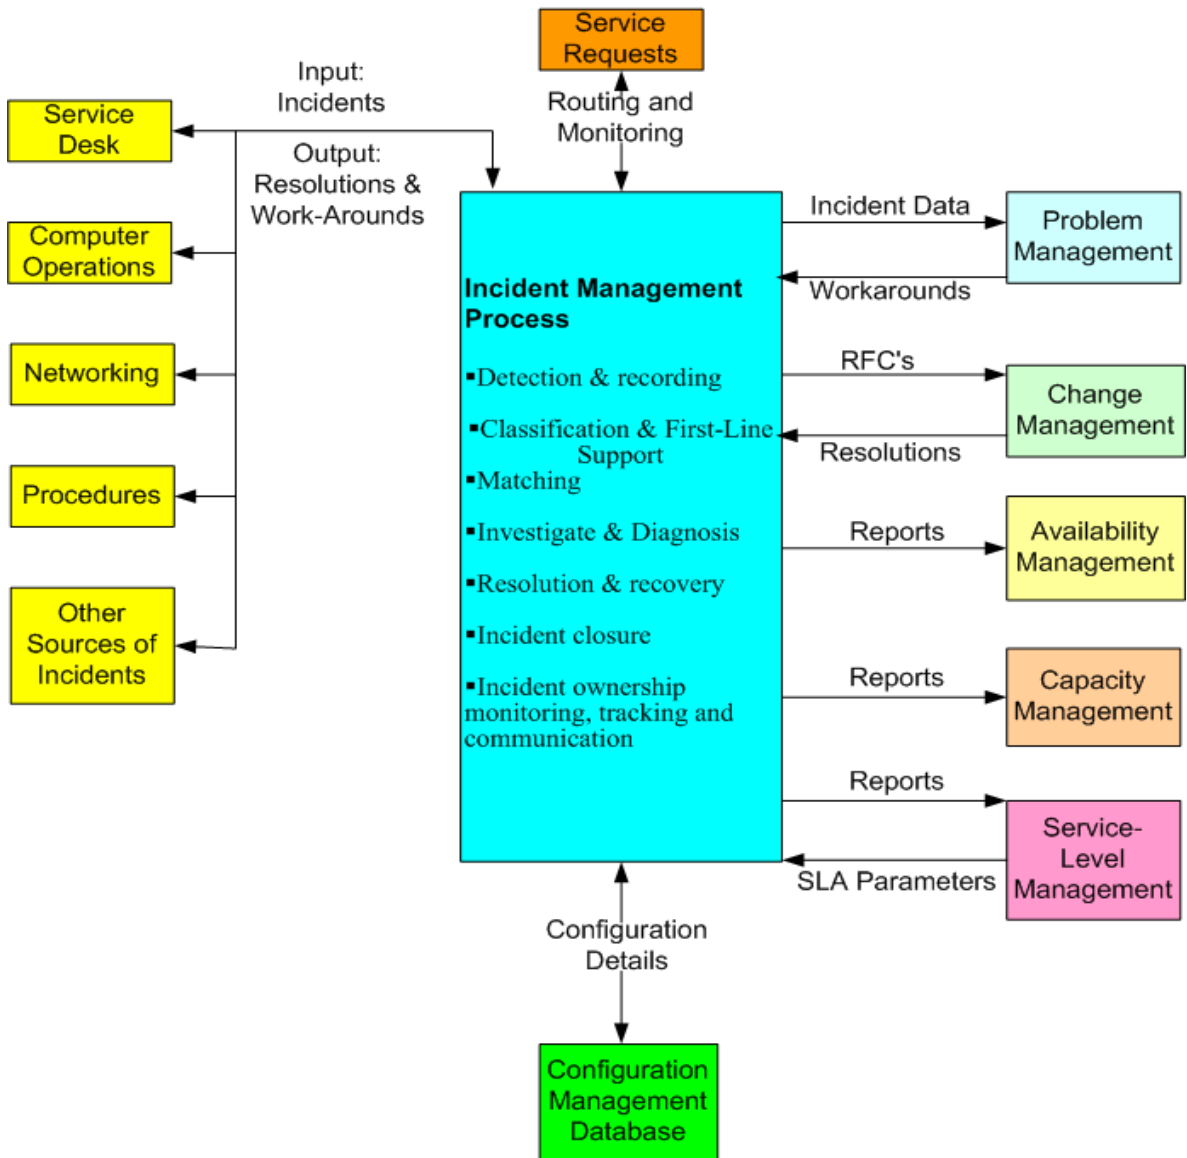 Service
Requests
Input:
Incidents
Routing and
Monitoring
Service
Desk
Output:
Resolutions &
Work-Arounds
Computer
Operations
Networking
Procedures
Other
Sources of
Incidents
Incident Management
Process
▪Detection & recording
▪Classification & First-Line
Support
▪Matching
▪Investigate & Diagnosis
▪Resolution & recovery
▪Incident closure
▪Incident ownership
monitoring, tracking and
communication
Incident Data
Problem
Management
Workarounds
RFC's
Change
Management
Resolutions
Reports
Availability
Management
Reports
Capacity
Management
Reports
Service-
Level
Management
SLA Parameters
Configuration
Details
Configuration
Management
Database